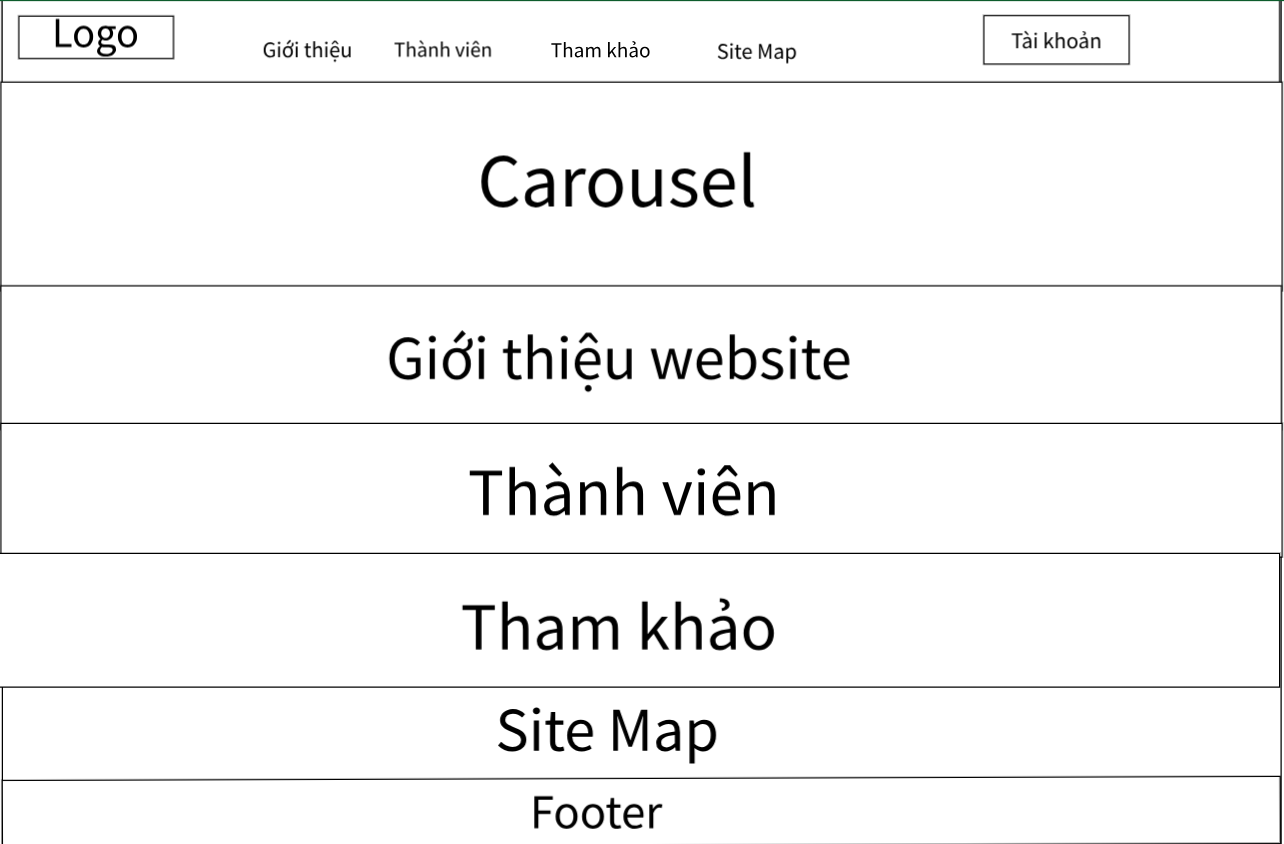 Logo
Giới thiệu
Thành viên
Tham khảo
Site Map
Tài khoản
Carousel
Giới thiệu website
Thành viên
Tham khảo
Site Map
Footer